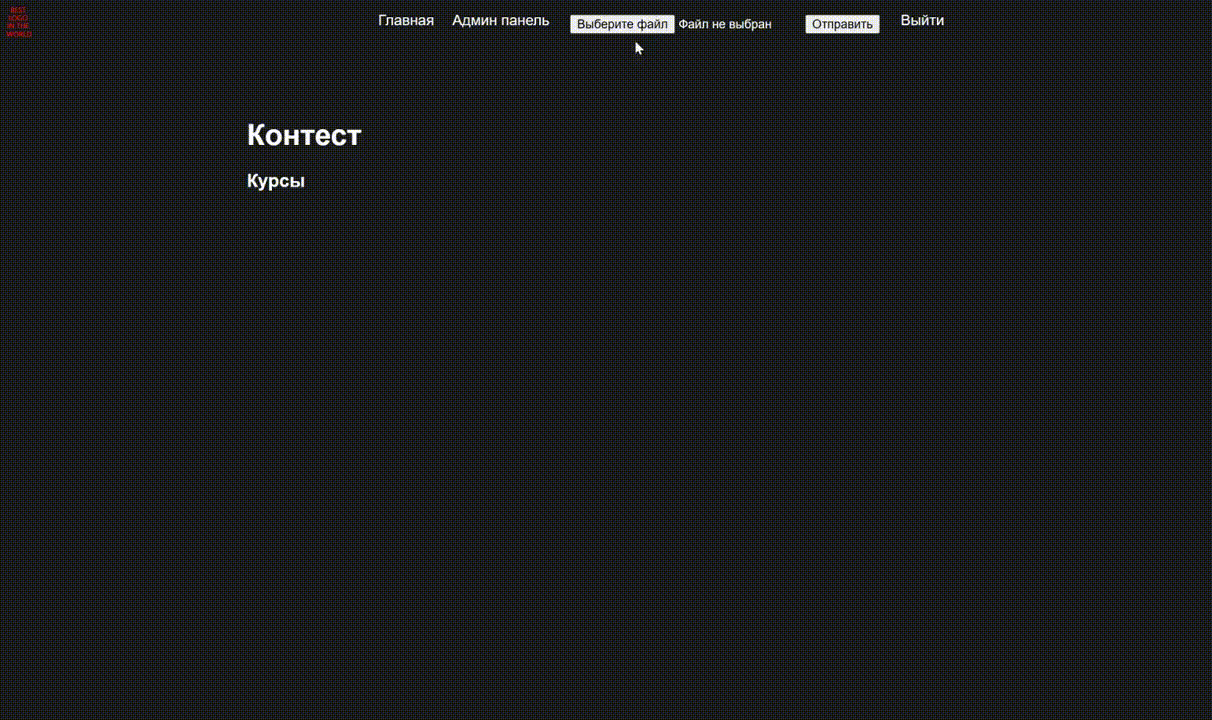 BEST
LOGO
IN THE
WORLD
Главная Админ панель Выберите файл Файл не выбран Отправить Выйти
Контест
Курсы